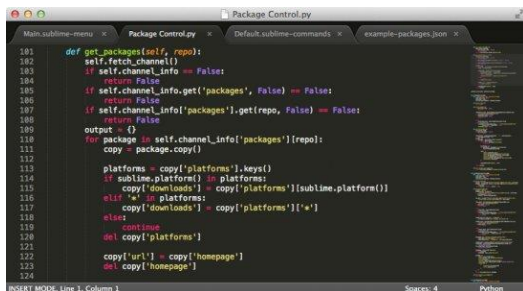 Package Control.py
Main.sublime-menu × Package Control.py × Default.sublime-commands × example-packages.json ×
101 def get_packages(self, repo):
102 self.fetch_channel()
103 if self.channel_info == False:
104 return False
105 if self.channel_info.get('packages', False) == False:
106 return False
107 if self.channel_info['packages'].get(repo, False) == False:
108 return False
109 output = {}
110 for package in self.channel_info['packages'][repo]:
111 copy = package.copy()
112
113 platforms = copy['platforms'].keys()
114 if sublime.platform() in platforms:
115 copy['downloads'] = copy['platforms'][sublime.platform()]
116 elif '*' in platforms:
117 copy['downloads'] = copy['platforms']['*']
118 else:
119 continue
120 del copy['platforms']
121
122 copy['url'] = copy['homepage']
123 del copy['homepage']
124
INSERT MODE, Line 1, Column 1 Spaces: 4 Python